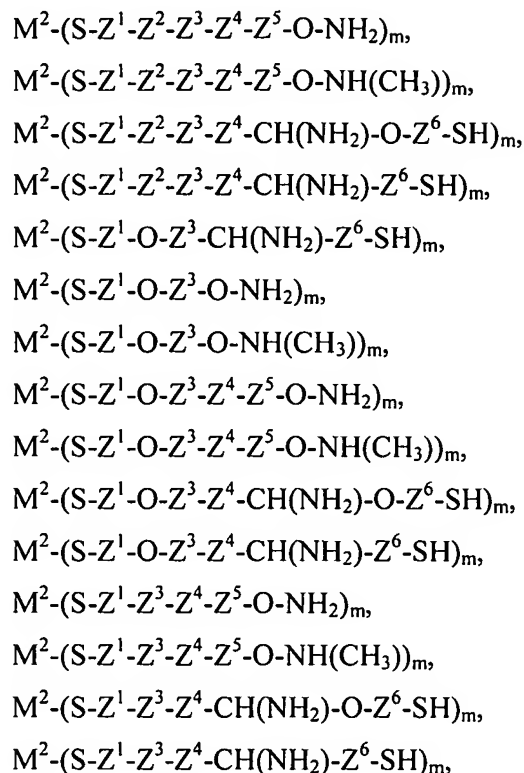 M²-(S-Z¹-Z²-Z³-Z⁴-Z⁵-O-NH₂)ₘ,
M²-(S-Z¹-Z²-Z³-Z⁴-Z⁵-O-NH(CH₃))ₘ,
M²-(S-Z¹-Z²-Z³-Z⁴-CH(NH₂)-O-Z⁶-SH)ₘ,
M²-(S-Z¹-Z²-Z³-Z⁴-CH(NH₂)-Z⁶-SH)ₘ,
M²-(S-Z¹-O-Z³-CH(NH₂)-Z⁶-SH)ₘ,
M²-(S-Z¹-O-Z³-O-NH₂)ₘ,
M²-(S-Z¹-O-Z³-O-NH(CH₃))ₘ,
M²-(S-Z¹-O-Z³-Z⁴-Z⁵-O-NH₂)ₘ,
M²-(S-Z¹-O-Z³-Z⁴-Z⁵-O-NH(CH₃))ₘ,
M²-(S-Z¹-O-Z³-Z⁴-CH(NH₂)-O-Z⁶-SH)ₘ,
M²-(S-Z¹-O-Z³-Z⁴-CH(NH₂)-Z⁶-SH)ₘ,
M²-(S-Z¹-Z³-Z⁴-Z⁵-O-NH₂)ₘ,
M²-(S-Z¹-Z³-Z⁴-Z⁵-O-NH(CH₃))ₘ,
M²-(S-Z¹-Z³-Z⁴-CH(NH₂)-O-Z⁶-SH)ₘ,
M²-(S-Z¹-Z³-Z⁴-CH(NH₂)-Z⁶-SH)ₘ,